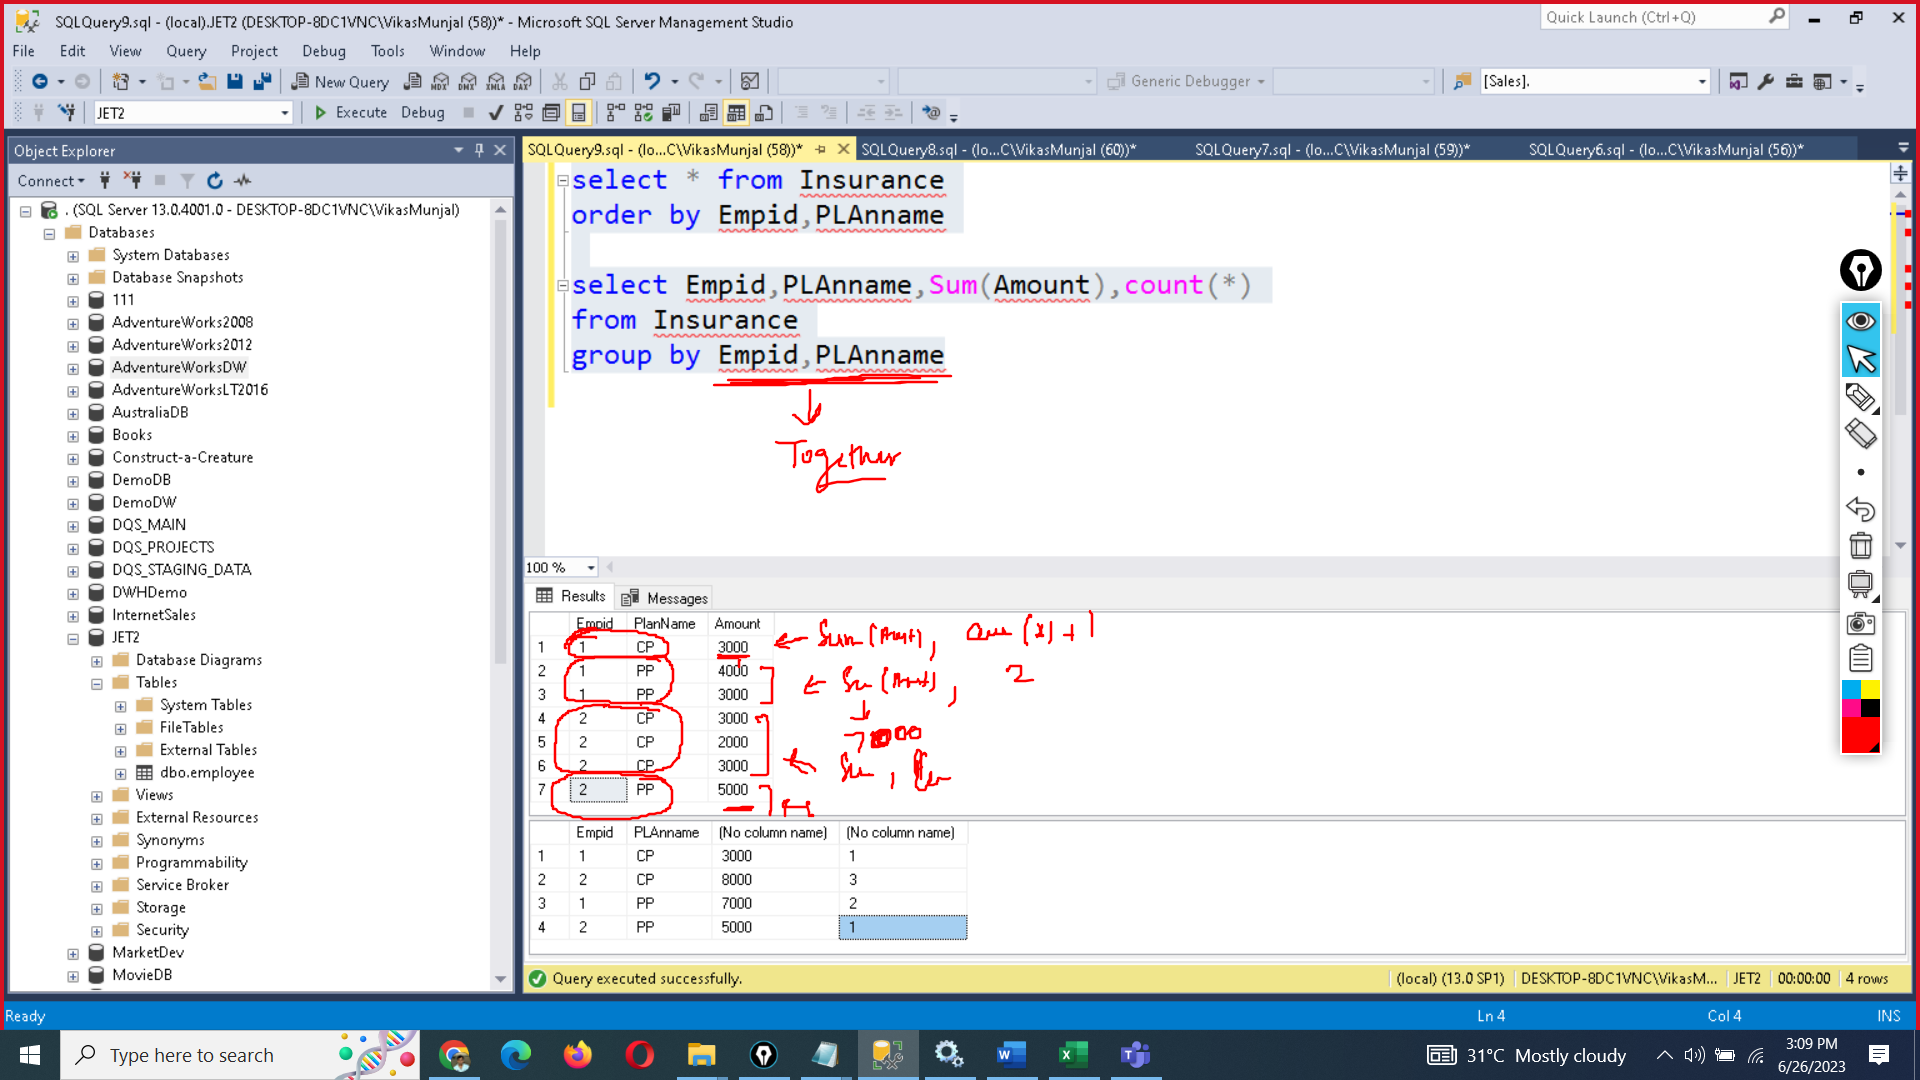 SQLQuery9.sql - (local).JET2 (DESKTOP-8DC1VNC\VikasMunjal (58))* - Microsoft SQL Server Management Studio
Quick Launch (Ctrl+Q)
File Edit View Query Project Debug Tools Window Help
New Query MDX DMX XMLA DAX Generic Debugger [Sales].
JET2 Execute Debug
Object Explorer
Connect
. (SQL Server 13.0.4001.0 - DESKTOP-8DC1VNC\VikasMunjal)
Databases
System Databases
Database Snapshots
111
AdventureWorks2008
AdventureWorks2012
AdventureWorksDW
AdventureWorksLT2016
AustraliaDB
Books
Construct-a-Creature
DemoDB
DemoDW
DQS_MAIN
DQS_PROJECTS
DQS_STAGING_DATA
DWHDemo
InternetSales
JET2
Database Diagrams
Tables
System Tables
FileTables
External Tables
dbo.employee
Views
External Resources
Synonyms
Programmability
Service Broker
Storage
Security
MarketDev
MovieDB
SQLQuery9.sql - (lo...C\VikasMunjal (58))* SQLQuery8.sql - (lo...C\VikasMunjal (60))* SQLQuery7.sql - (lo...C\VikasMunjal (59))* SQLQuery6.sql - (lo...C\VikasMunjal (56))*
select * from Insurance
order by Empid,PLAnname
select Empid,PLAnname,Sum(Amount),count(*)
from Insurance
group by Empid,PLAnname
Together
100 %
Results Messages
Empid PlanName Amount
1 1 CP 3000
2 1 PP 4000
3 1 PP 3000
4 2 CP 3000
5 2 CP 2000
6 2 CP 3000
7 2 PP 5000
Sum (Amt),
2
7000
Empid PLAnname (No column name) (No column name)
1 1 CP 3000 1
2 2 CP 8000 3
3 1 PP 7000 2
4 2 PP 5000 1
Query executed successfully.
(local) (13.0 SP1) DESKTOP-8DC1VNC\VikasM... JET2 00:00:00 4 rows
Ready Ln 4 Col 4 INS
Type here to search
31°C Mostly cloudy
3:09 PM
6/26/2023